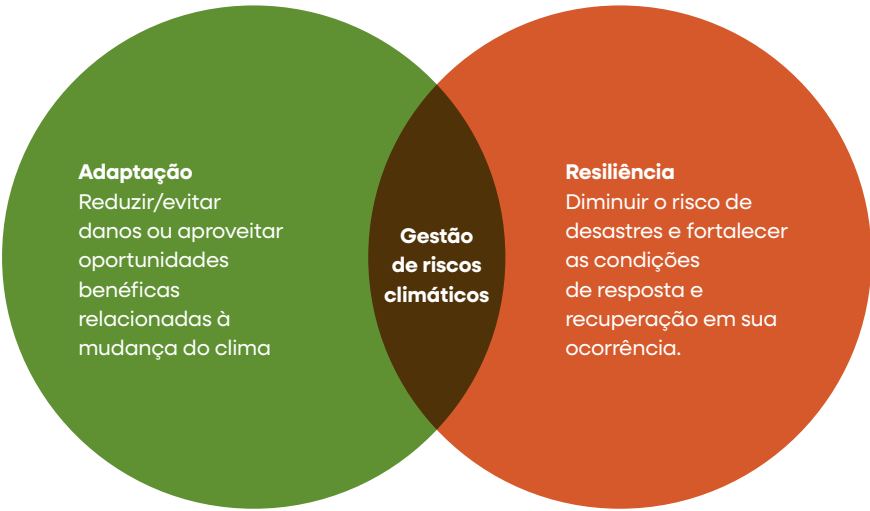 Adaptação
Reduzir/evitar
danos ou aproveitar
oportunidades
benéficas
relacionadas à
mudança do clima
Gestão
de riscos
climáticos
Resiliência
Diminuir o risco de
desastres e fortalecer
as condições
de resposta e
recuperação em sua
ocorrência.